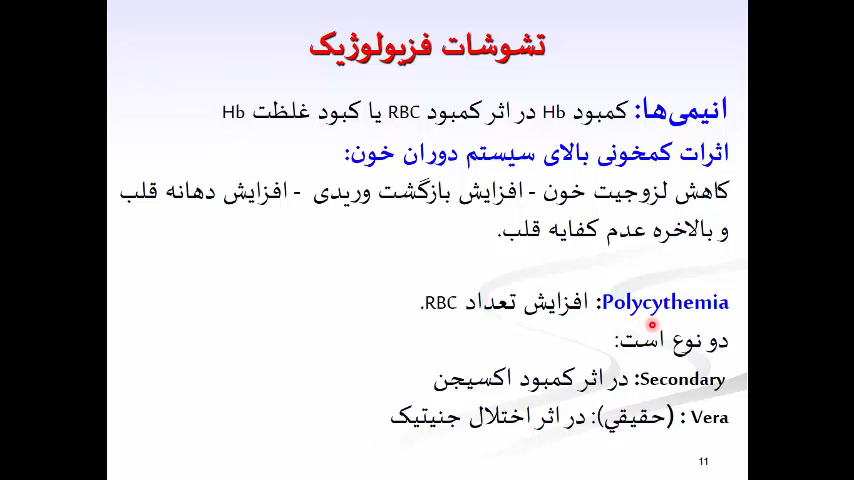 تشوشات فزیولوژیک
انیمی‌ها: کمبود Hb در اثر کمبود RBC یا کبود غلظت Hb
اثرات کمخونی بالای سیستم دوران خون:
کاهش لزوجیت خون - افزایش بازگشت وریدی - افزایش دهانه قلب
و بالاخره عدم کفایه قلب.
Polycythemia: افزایش تعداد RBC.
دو نوع است:
Secondary: در اثر کمبود اکسیجن
Vera : (حقيقي): در اثر اختلال جنیتیک
11